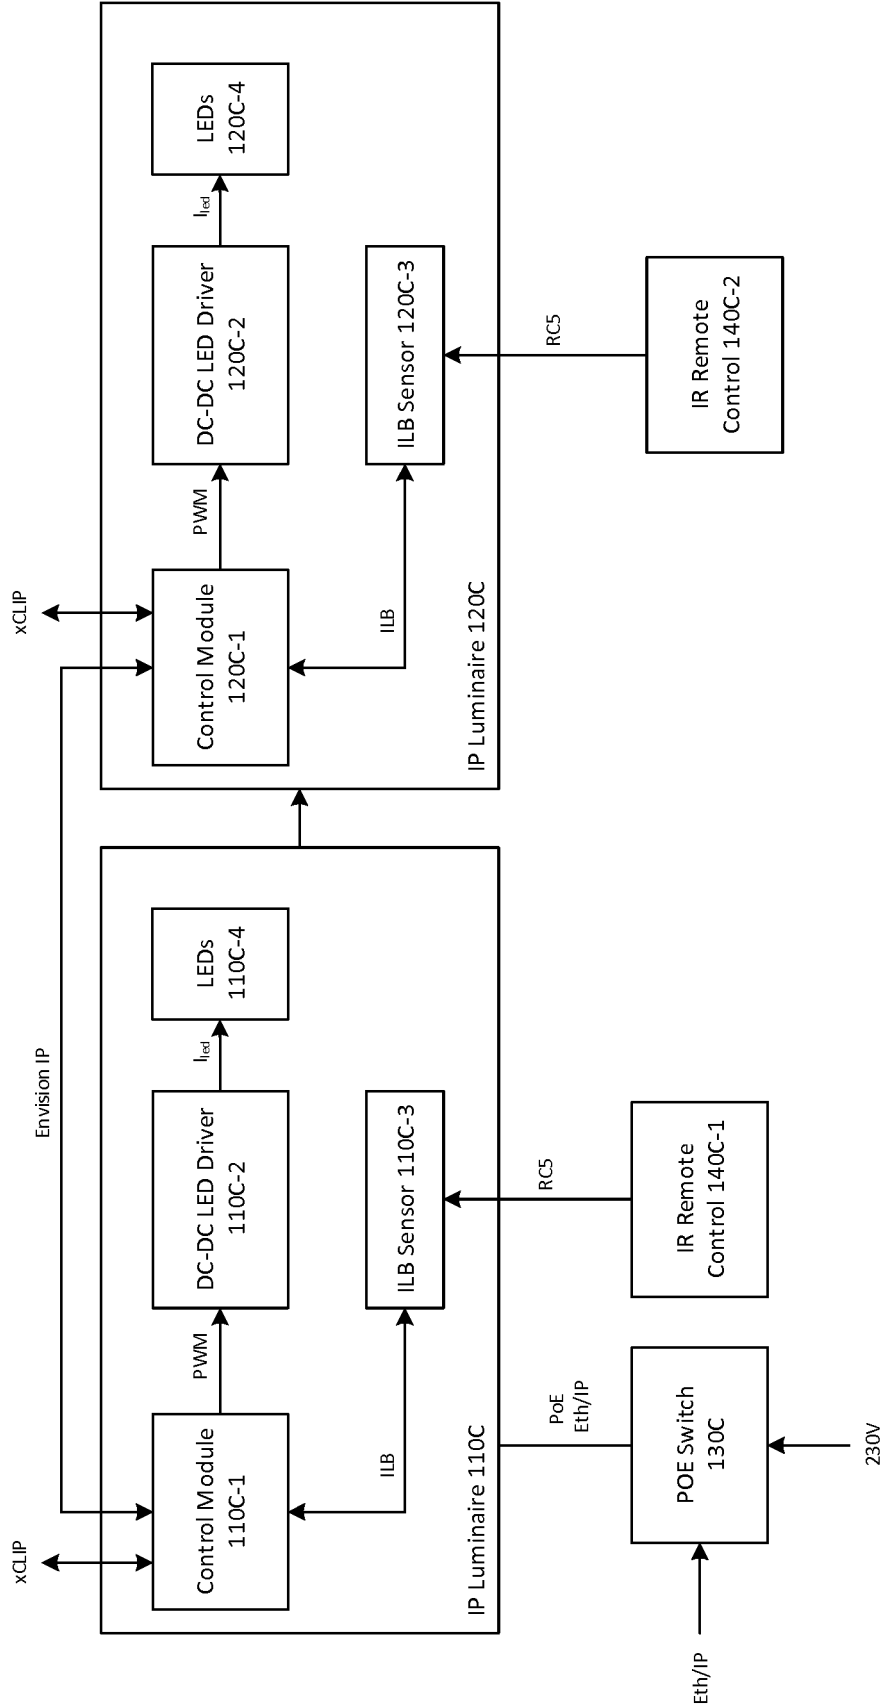 Envision IP
xCLIP
xCLIP
Control Module
110C-1
PWM
DC-DC LED Driver
110C-2
Iled
LEDs
110C-4
ILB
ILB Sensor 110C-3
IP Luminaire 110C
Control Module
120C-1
PWM
DC-DC LED Driver
120C-2
Iled
LEDs
120C-4
ILB
ILB Sensor 120C-3
IP Luminaire 120C
PoE
Eth/IP
RC5
RC5
Eth/IP
POE Switch
130C
230V
IR Remote
Control 140C-1
IR Remote
Control 140C-2